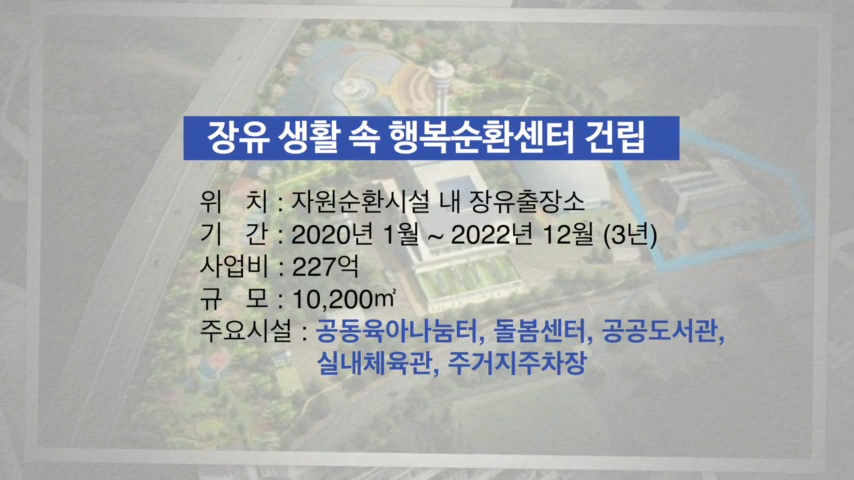 장유 생활 속 행복순환센터 건립
위 치 : 자원순환시설 내 장유출장소
기 간 : 2020년 1월 ~ 2022년 12월 (3년)
사업비 : 227억
규 모 : 10,200㎡
주요시설 : 공동육아나눔터, 돌봄센터, 공공도서관,
실내체육관, 주거지주차장